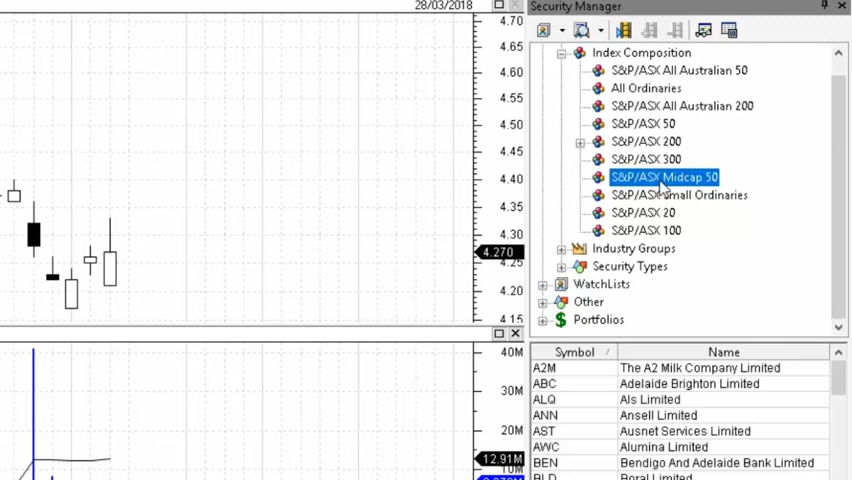 28/03/2018
Security Manager
4.70
4.65
4.60
4.55
4.50
4.45
4.40
4.35
4.30
4.270
4.25
4.20
4.15
Index Composition
S&P/ASX All Australian 50
All Ordinaries
S&P/ASX All Australian 200
S&P/ASX 50
S&P/ASX 200
S&P/ASX 300
S&P/ASX Midcap 50
S&P/ASX Small Ordinaries
S&P/ASX 20
S&P/ASX 100
Industry Groups
Security Types
WatchLists
Other
Portfolios
40M
30M
20M
12.91M
10M
Symbol Name
A2M The A2 Milk Company Limited
ABC Adelaide Brighton Limited
ALQ Als Limited
ANN Ansell Limited
AST Ausnet Services Limited
AWC Alumina Limited
BEN Bendigo And Adelaide Bank Limited
BLD Boral Limited